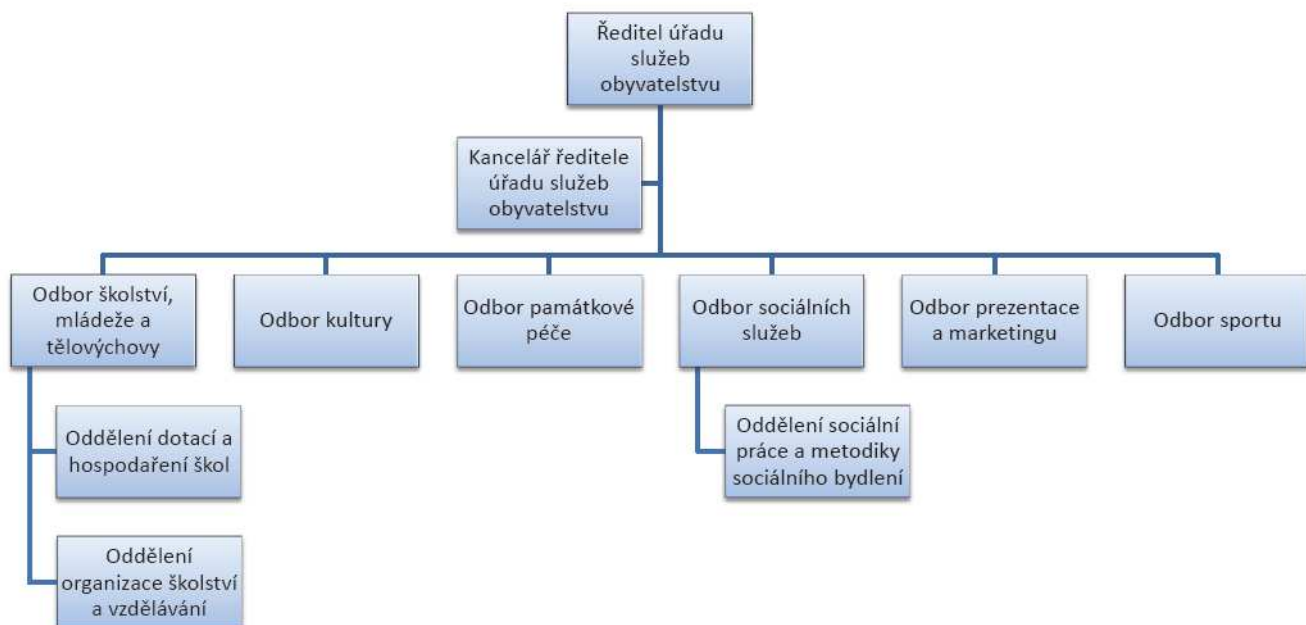 Ředitel úřadu
služeb
obyvatelstvu
Kancelář ředitele
úřadu služeb
obyvatelstvu
Odbor školství,
mládeže a
tělovýchovy
Odbor kultury
Odbor památkové
péče
Odbor sociálních
služeb
Odbor prezentace
a marketingu
Odbor sportu
Oddělení dotací a
hospodaření škol
Oddělení
organizace školství
a vzdělávání
Oddělení sociální
práce a metodiky
sociálního bydlení